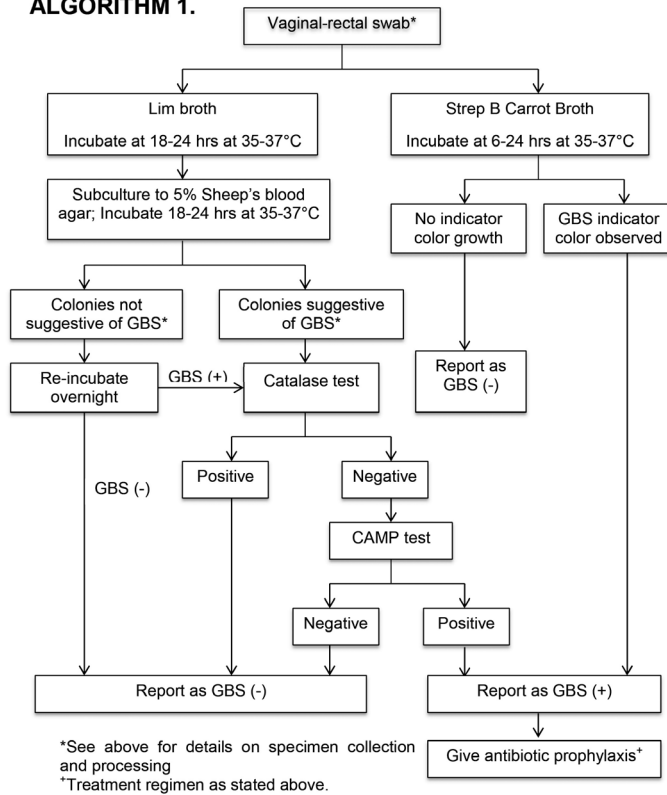 ALGORITHM 1.
Vaginal-rectal swab*
Lim broth
Incubate at 18-24 hrs at 35-37°C
Strep B Carrot Broth
Incubate at 6-24 hrs at 35-37°C
Subculture to 5% Sheep's blood
agar; Incubate 18-24 hrs at 35-37°C
No indicator
color growth
GBS indicator
color observed
Colonies not
suggestive of GBS*
Colonies suggestive
of GBS*
Re-incubate
overnight
GBS (+)
Catalase test
Report as
GBS (-)
GBS (-)
Positive
Negative
CAMP test
Negative
Positive
Report as GBS (-)
Report as GBS (+)
*See above for details on specimen collection
and processing
+Treatment regimen as stated above.
Give antibiotic prophylaxis+